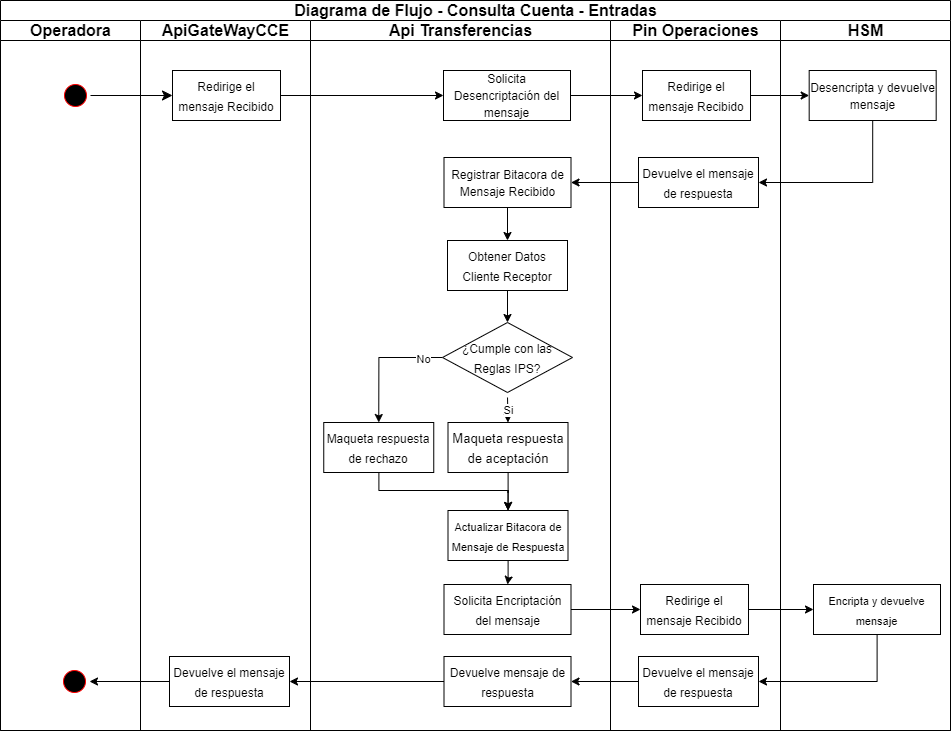 Diagrama de Flujo - Consulta Cuenta - Entradas
Operadora
ApiGateWayCCE
Api Transferencias
Pin Operaciones
HSM
Redirige el
mensaje Recibido
Solicita
Desencriptación del
mensaje
Redirige el
mensaje Recibido
Desencripta y devuelve
mensaje
Registrar Bitacora de
Mensaje Recibido
Devuelve el mensaje
de respuesta
Obtener Datos
Cliente Receptor
¿Cumple con las
Reglas IPS?
No
Si
Maqueta respuesta
de rechazo
Maqueta respuesta
de aceptación
Actualizar Bitacora de
Mensaje de Respuesta
Solicita Encriptación
del mensaje
Redirige el
mensaje Recibido
Encripta y devuelve
mensaje
Devuelve el mensaje
de respuesta
Devuelve mensaje de
respuesta
Devuelve el mensaje
de respuesta